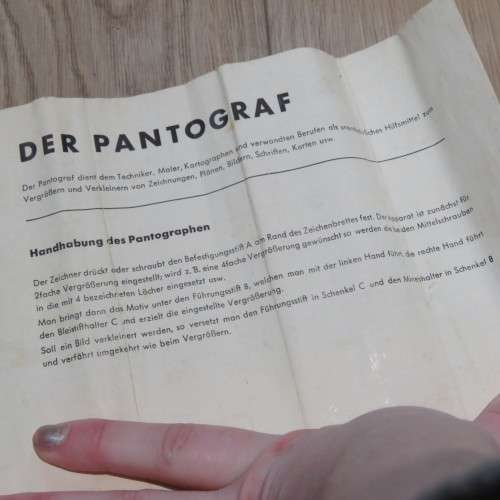 DER PANTOGRAF
Der Pantograf dient dem Techniker, Maler, Kartographen und verwandten Berufen als unentbehrliches Hilfsmittel zum
Vergrößern und Verkleinern von Zeichnungen, Plänen, Bildern, Schriften, Karten usw.
Handhabung des Pantographen
Der Zeichner drückt oder schraubt den Befestigungsstift A am Rand des Zeichenbrettes fest. Der Apparat ist zunächst für
2fache Vergrößerung eingestellt, wird z. B. eine 4fache Vergrößerung gewünscht so werden die beiden Mittelschrauben
in die mit 4 bezeichneten Löcher eingesetzt usw.
Man bringt dann das Motiv unter den Führungsstift B, welchen man mit der linken Hand führt, die rechte Hand führt
den Bleistifthalter C und erzielt die eingestellte Vergrößerung.
Soll ein Bild verkleinert werden, so versetzt man den Führungsstift in Schenkel C und den Minenhalter in Schenkel B
und verfährt umgekehrt wie beim Vergrößern.